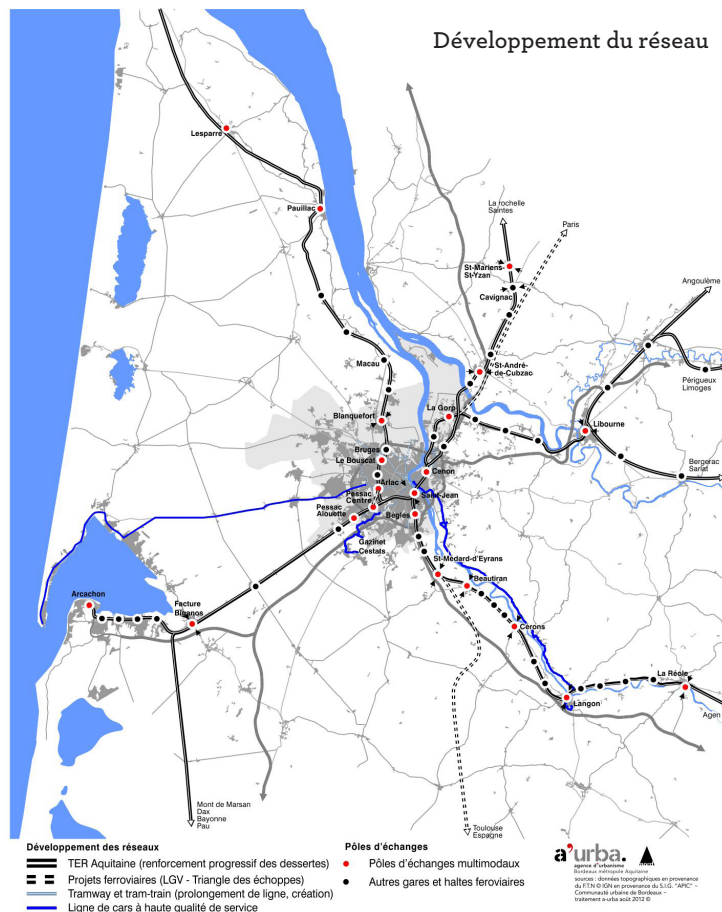 Développement du réseau
Lesparre
Pauillac
La rochelle
Saintes
Paris
St-Mariens-
St-Yzan
Cavignac
Angoulême
Macau
St-André-
de-Cubzac
Périgueux
Limoges
Blanquefort
La Gorp
Libourne
Bruges
Le Bouscat
Cenon
Bergerac
Sarlat
Arlac
Pessac
Centre
Saint-Jean
Pessac
Alouette
Bègles
Gazinet
Cestats
St-Médard-d'Eyrans
Beautiran
Arcachon
Facture
Biganos
Cérons
La Réole
Langon
Agen
Mont de Marsan
Dax
Bayonne
Pau
Toulouse
Espagne
Développement des réseaux
TER Aquitaine (renforcement progressif des dessertes)
Projets ferroviaires (LGV - Triangle des échoppes)
Tramway et tram-train (prolongement de ligne, création)
Ligne de cars à haute qualité de service
Pôles d'échanges
Pôles d'échanges multimodaux
Autres gares et haltes feroviaires
a'urba.
agence d'urbanisme
Bordeaux métropole Aquitaine
sources : données topographiques en provenance
du F.T.N © IGN en provenance du S.I.G. "APIC" –
Communauté urbaine de Bordeaux –
traitement a-urba août 2012 ©